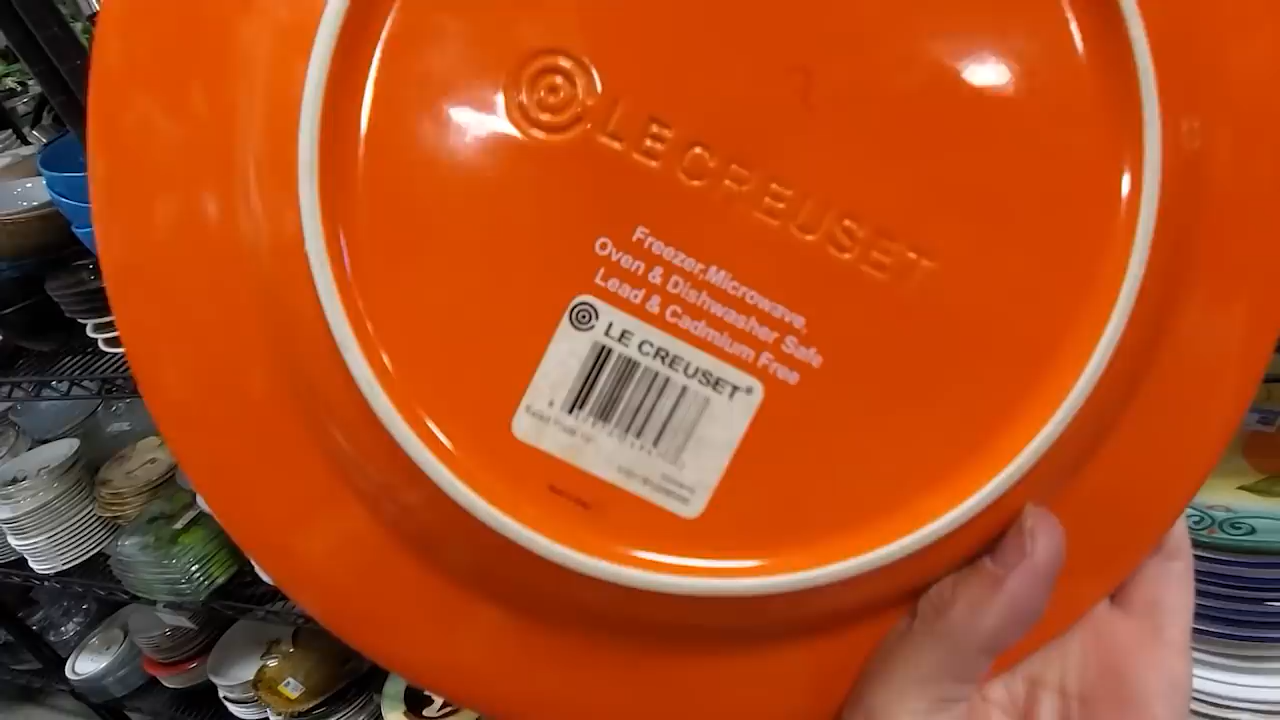 LE CREUSET
Freezer,Microwave,
Oven & Dishwasher Safe
Lead & Cadmium Free
LE CREUSET®